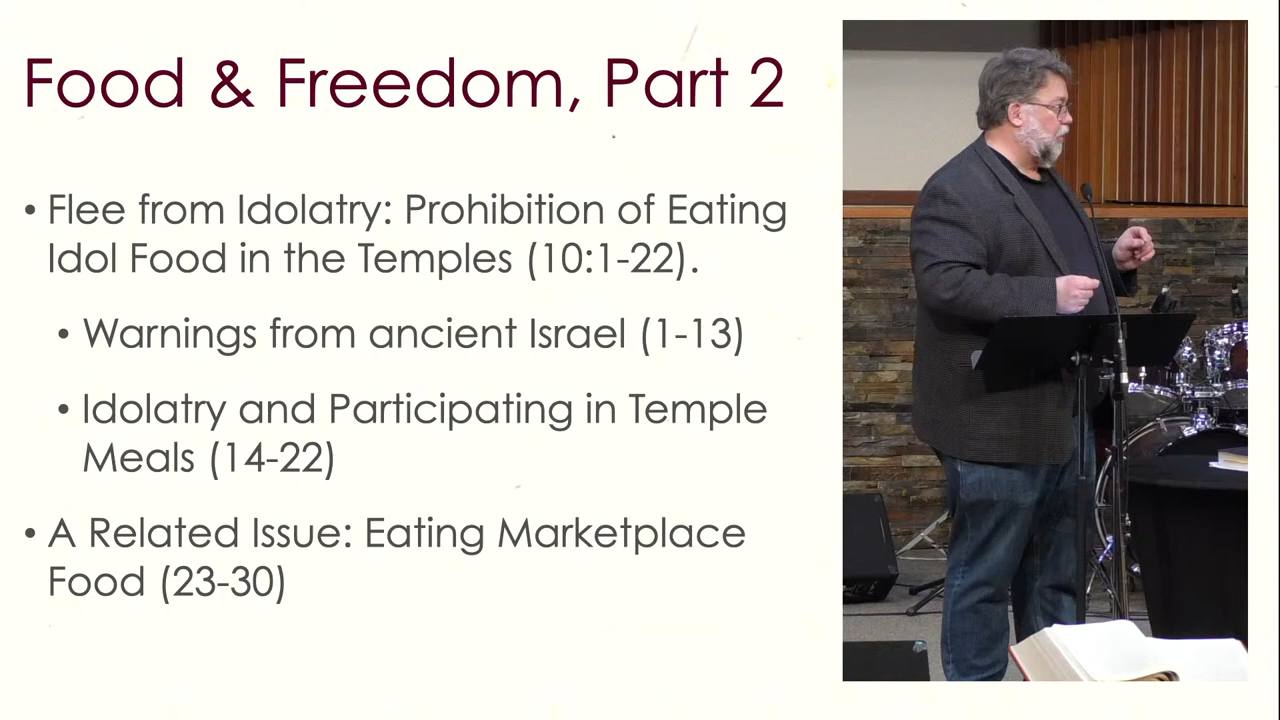 Food & Freedom, Part 2
• Flee from Idolatry: Prohibition of Eating
Idol Food in the Temples (10:1-22).
• Warnings from ancient Israel (1-13)
• Idolatry and Participating in Temple
Meals (14-22)
• A Related Issue: Eating Marketplace
Food (23-30)